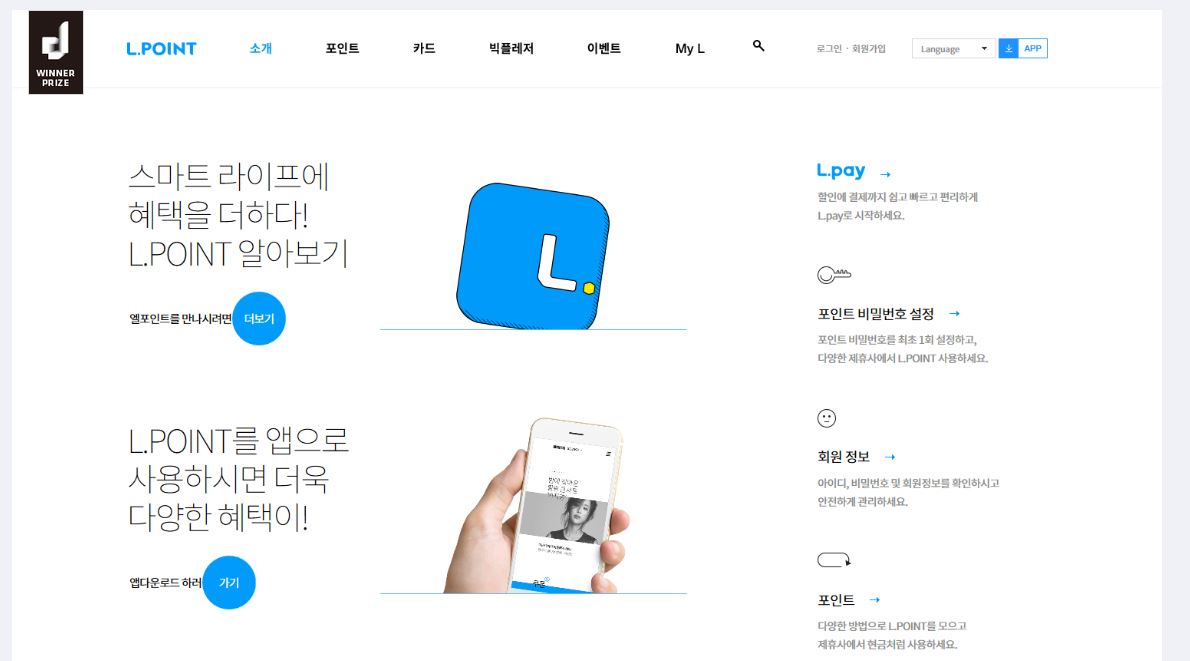 WINNER
PRIZE
L.POINT
소개
포인트
카드
빅플레저
이벤트
My L
로그인 · 회원가입
Language
APP
스마트 라이프에
혜택을 더하다!
L.POINT 알아보기
엘포인트를 만나시려면
더보기
L.POINT를 앱으로
사용하시면 더욱
다양한 혜택이!
앱다운로드 하러
가기
L.pay →
할인에 결제까지 쉽고 빠르고 편리하게
L.pay로 시작하세요.
포인트 비밀번호 설정 →
포인트 비밀번호를 최초 1회 설정하고,
다양한 제휴사에서 L.POINT 사용하세요.
회원 정보 →
아이디, 비밀번호 및 회원정보를 확인하시고
안전하게 관리하세요.
포인트 →
다양한 방법으로 L.POINT를 모으고
제휴사에서 현금처럼 사용하세요.